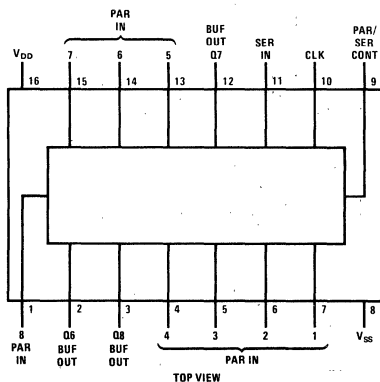 PAR
IN
BUF
OUT
Q7
SER
IN
CLK
PAR/
SER
CONT
VDD
7
6
5
16
15
14
13
12
11
10
9
1
2
3
4
5
6
7
8
8
PAR
IN
Q6
BUF
OUT
Q8
BUF
OUT
4
3
2
1
VSS
PAR IN
TOP VIEW